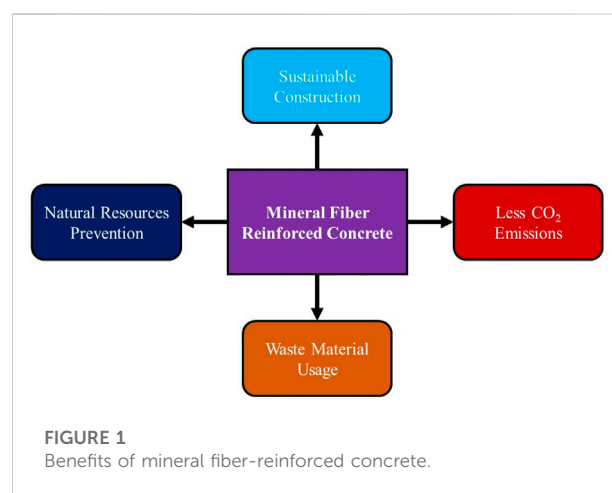 Sustainable
Construction
Natural Resources
Prevention
Mineral Fiber
Reinforced Concrete
Less CO₂
Emissions
Waste Material
Usage
FIGURE 1
Benefits of mineral fiber-reinforced concrete.